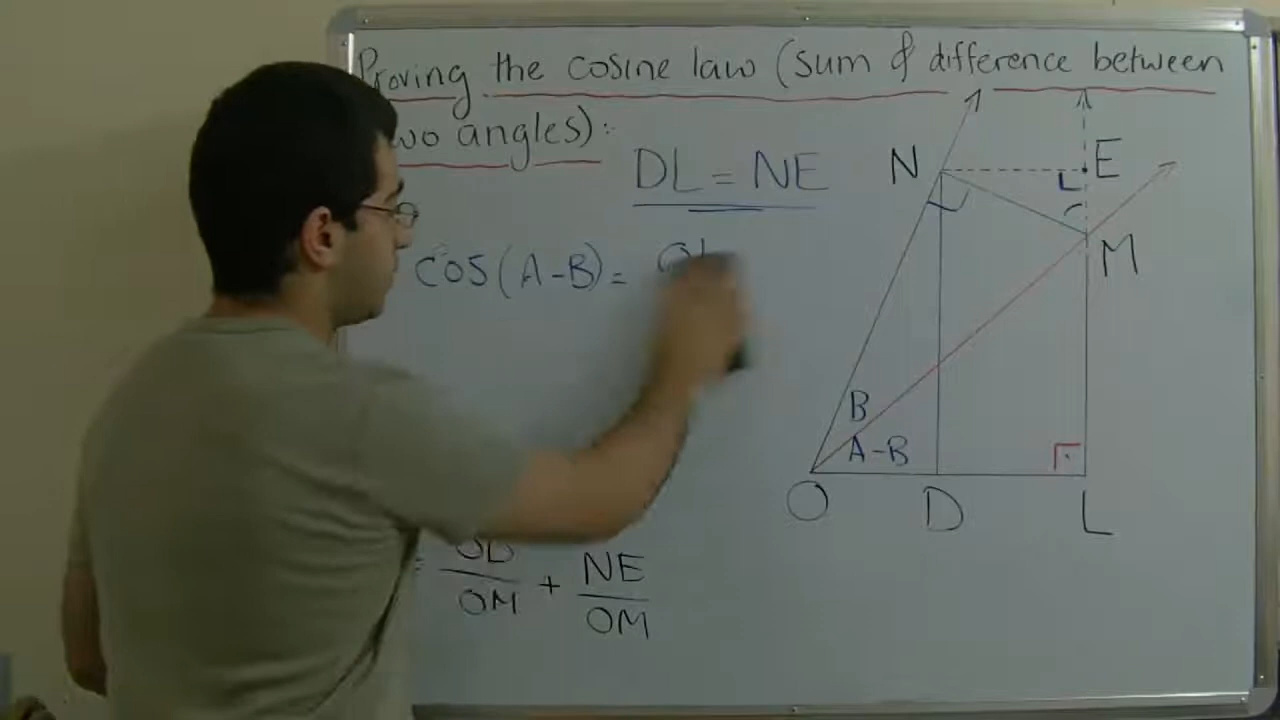 Proving the cosine law (sum & difference between
two angles):
DL = NE
cos(A-B)=
= OD/OM + NE/OM
N
E
M
B
A-B
O
D
L